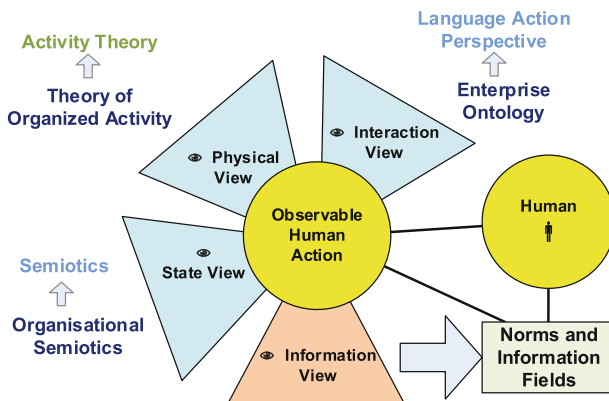 Activity Theory
Theory of
Organized Activity
Language Action
Perspective
Enterprise
Ontology
Physical
View
Interaction
View
Observable
Human
Action
Human
State View
Semiotics
Organisational
Semiotics
Information
View
Norms and
Information
Fields